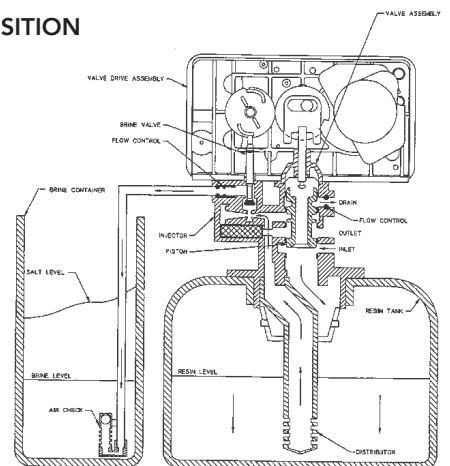 SITION
VALVE ASSEMBLY
VALVE DRIVE ASSEMBLY
BRINE VALVE
FLOW CONTROL
BRINE CONTAINER
DRAIN
FLOW CONTROL
OUTLET
INJECTOR
PISTON
INLET
SALT LEVEL
RESIN TANK
BRINE LEVEL
RESIN LEVEL
AIR CHECK
DISTRIBUTOR